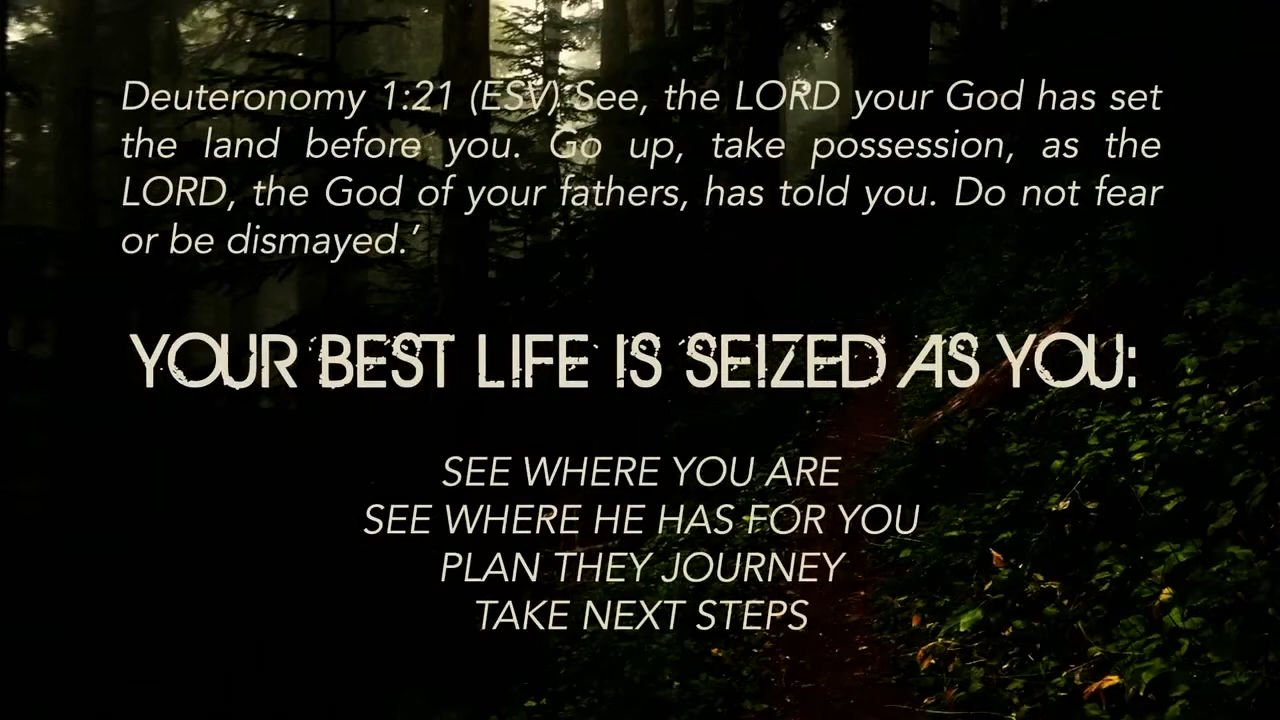 Deuteronomy 1:21 (ESV) See, the LORD your God has set
the land before you. Go up, take possession, as the
LORD, the God of your fathers, has told you. Do not fear
or be dismayed.’
YOUR BEST LIFE IS SEIZED AS YOU:
SEE WHERE YOU ARE
SEE WHERE HE HAS FOR YOU
PLAN THEY JOURNEY
TAKE NEXT STEPS